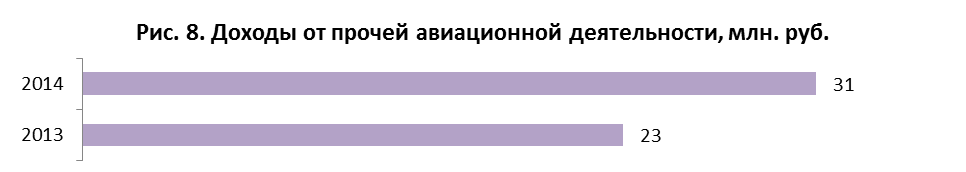 Рис. 8. Доходы от прочей авиационной деятельности, млн. руб.
2014 31
2013 23